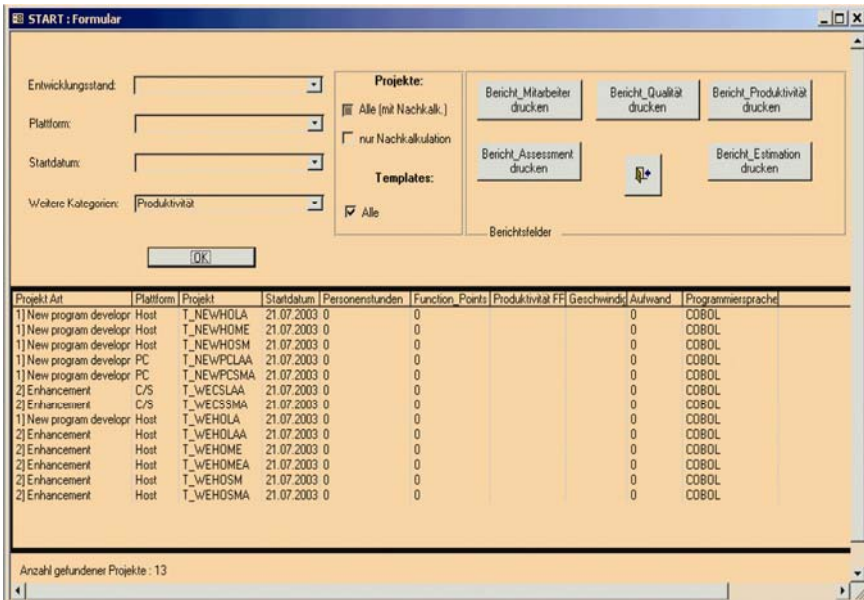 START : Formular
Entwicklungsstand:
Plattform:
Startdatum:
Weitere Kategorien: Produktivität
OK
Projekte:
Alle (mit Nachkalk.)
nur Nachkalkulation
Templates:
Alle
Bericht_Mitarbeiter
drucken
Bericht_Qualität
drucken
Bericht_Produktivität
drucken
Bericht_Assessment
drucken
Bericht_Estimation
drucken
Berichtsfelder
Projekt Art Plattform Projekt Startdatum Personenstunden Function_Points Produktivität FF Geschwindig Aufwand Programmiersprache
1] New program developr Host T_NEWHOLA 21.07.2003 0 0 0 COBOL
1] New program developr Host T_NEWHOME 21.07.2003 0 0 0 COBOL
1] New program developr Host T_NEWHOSM 21.07.2003 0 0 0 COBOL
1] New program developr PC T_NEWPCLAA 21.07.2003 0 0 0 COBOL
1] New program developr PC T_NEWPCSMA 21.07.2003 0 0 0 COBOL
2] Enhancement C/S T_WECSLAA 21.07.2003 0 0 0 COBOL
2] Enhancement C/S T_WECSSMA 21.07.2003 0 0 0 COBOL
1] New program developr Host T_WEHOLA 21.07.2003 0 0 0 COBOL
2] Enhancement Host T_WEHOLAA 21.07.2003 0 0 0 COBOL
2] Enhancement Host T_WEHOME 21.07.2003 0 0 0 COBOL
2] Enhancement Host T_WEHOMEA 21.07.2003 0 0 0 COBOL
2] Enhancement Host T_WEHOSM 21.07.2003 0 0 0 COBOL
2] Enhancement Host T_WEHOSMA 21.07.2003 0 0 0 COBOL
Anzahl gefundener Projekte : 13